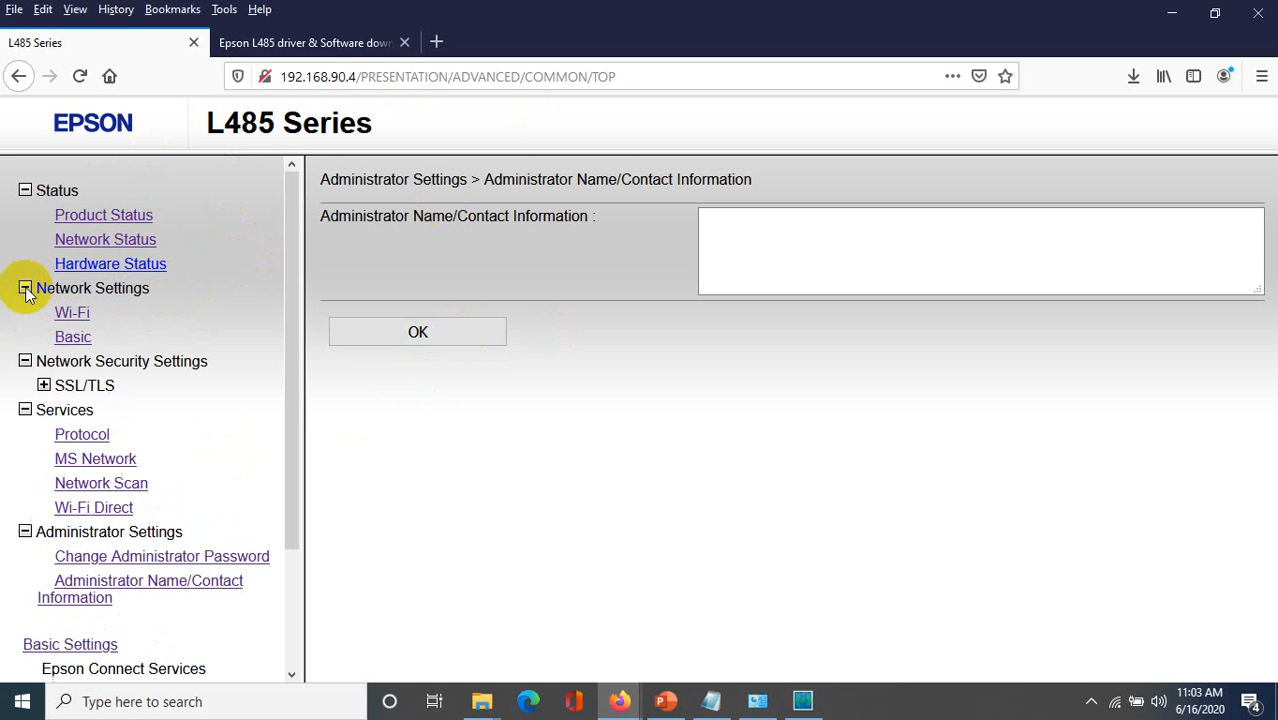 File Edit View History Bookmarks Tools Help
L485 Series
Epson L485 driver & Software dow
192.168.90.4/PRESENTATION/ADVANCED/COMMON/TOP
EPSON
L485 Series
Status
Product Status
Network Status
Hardware Status
Network Settings
Wi-Fi
Basic
Network Security Settings
SSL/TLS
Services
Protocol
MS Network
Network Scan
Wi-Fi Direct
Administrator Settings
Change Administrator Password
Administrator Name/Contact
Information
Basic Settings
Epson Connect Services
Administrator Settings > Administrator Name/Contact Information
Administrator Name/Contact Information :
OK
Type here to search
11:03 AM
6/16/2020
4